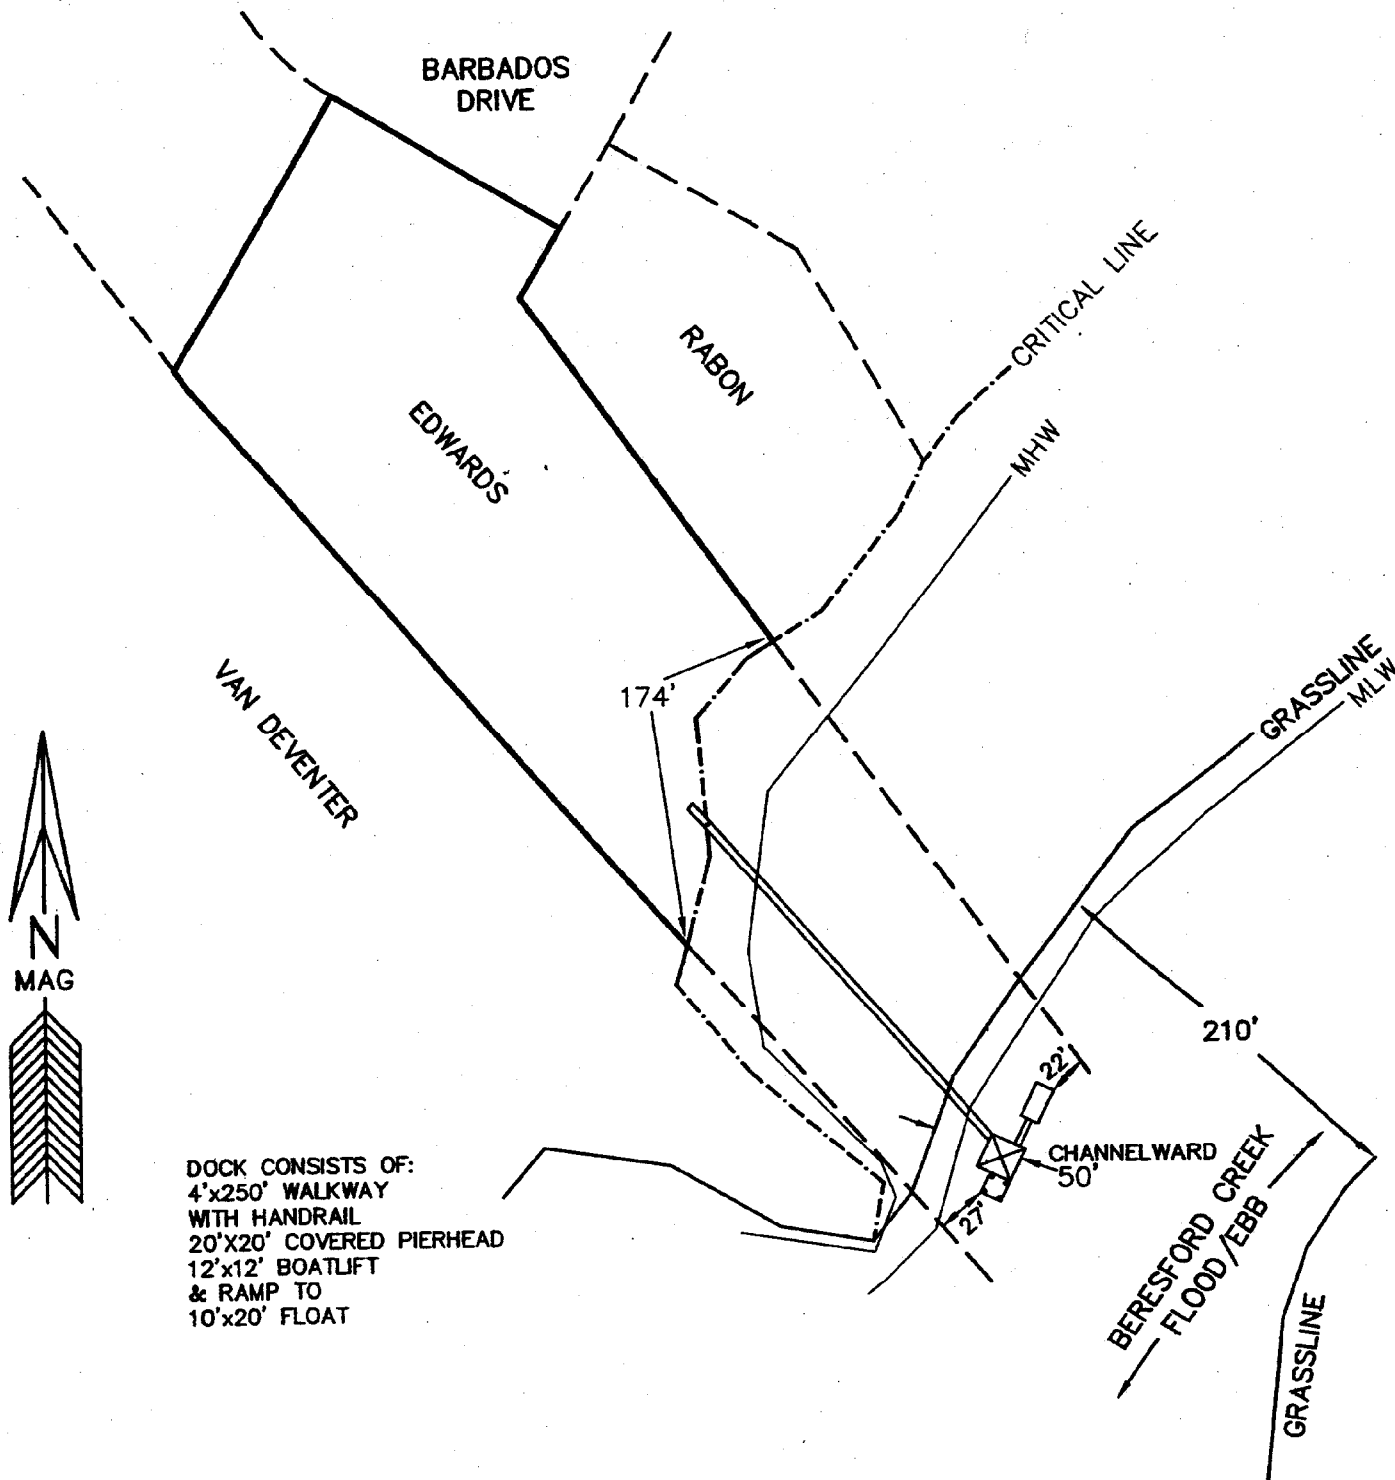 BARBADOS
DRIVE
CRITICAL LINE
RABON
MHW
EDWARDS
GRASSLINE
MLW
174'
VAN DEVENTER
N
MAG
210'
22'
CHANNELWARD
50'
27'
BERESFORD CREEK
FLOOD/EBB
DOCK CONSISTS OF:
4'x250' WALKWAY
WITH HANDRAIL
20'X20' COVERED PIERHEAD
12'x12' BOATLIFT
& RAMP TO
10'x20' FLOAT
GRASSLINE